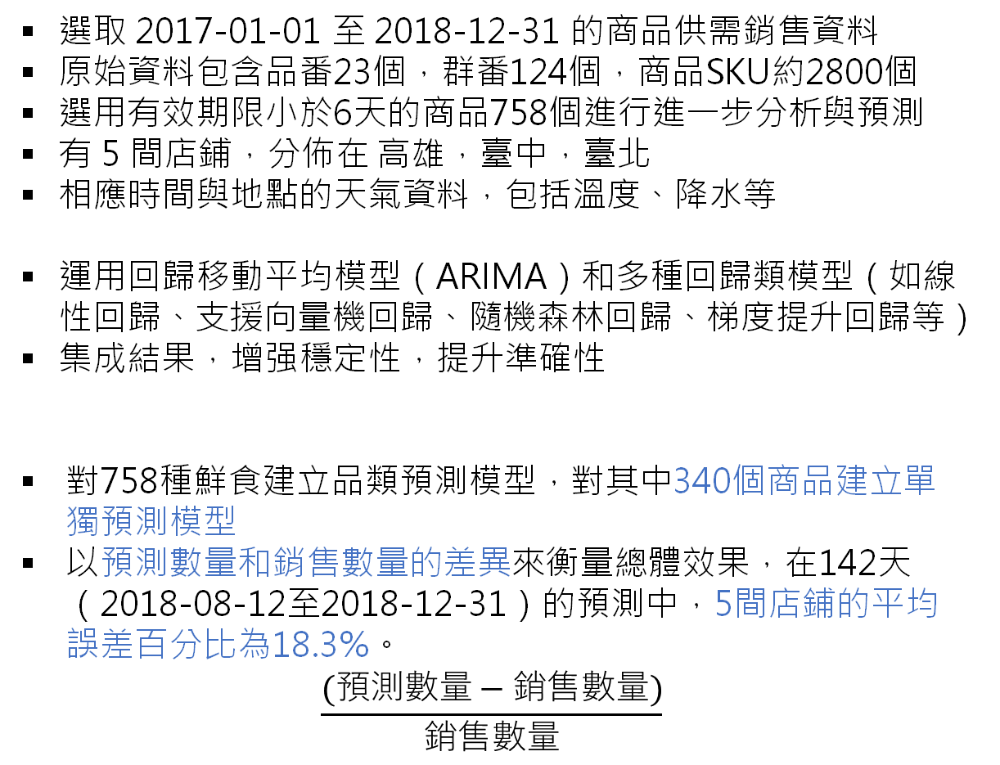 ▪ 選取 2017-01-01 至 2018-12-31 的商品供需銷售資料
▪ 原始資料包含品番23個，群番124個，商品SKU約2800個
▪ 選用有效期限小於6天的商品758個進行進一步分析與預測
▪ 有 5 間店鋪，分佈在 高雄，臺中，臺北
▪ 相應時間與地點的天氣資料，包括溫度、降水等
▪ 運用回歸移動平均模型（ARIMA）和多種回歸類模型（如線
性回歸、支援向量機回歸、隨機森林回歸、梯度提升回歸等）
▪ 集成結果，增强穩定性，提升準確性
▪ 對758種鮮食建立品類預測模型，對其中340個商品建立單
獨預測模型
▪ 以預測數量和銷售數量的差異來衡量總體效果，在142天
（2018-08-12至2018-12-31）的預測中，5間店鋪的平均
誤差百分比為18.3%。
(預測數量 − 銷售數量)
銷售數量